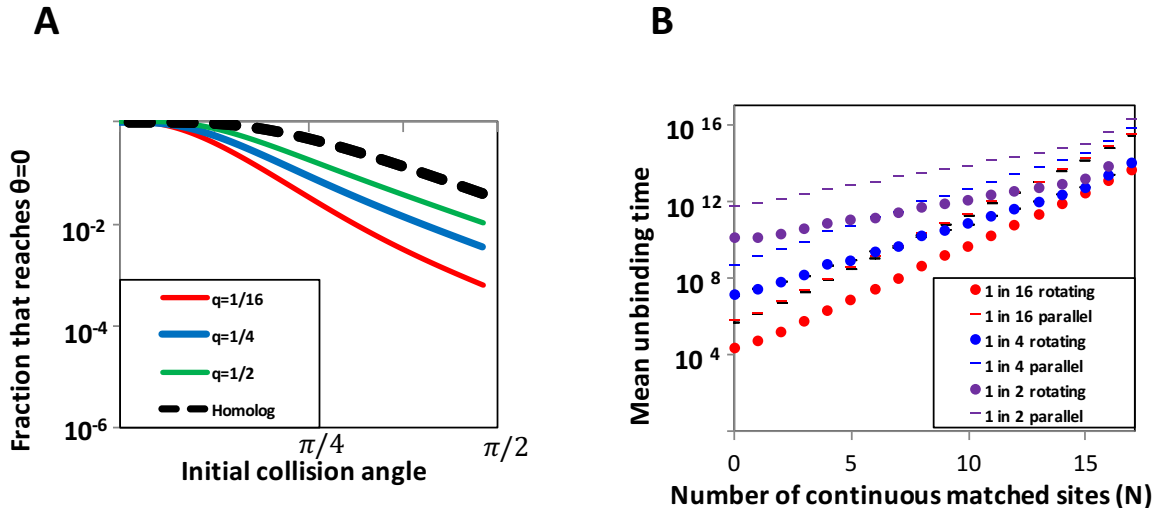 A
Fraction that reaches θ=0
10-2
10-4
10-6
q=1/16
q=1/4
q=1/2
Homolog
π/4
π/2
Initial collision angle
B
Mean unbinding time
10 16
10 12
10 8
10 4
1 in 16 rotating
1 in 16 parallel
1 in 4 rotating
1 in 4 parallel
1 in 2 rotating
1 in 2 parallel
0
5
10
15
Number of continuous matched sites (N)